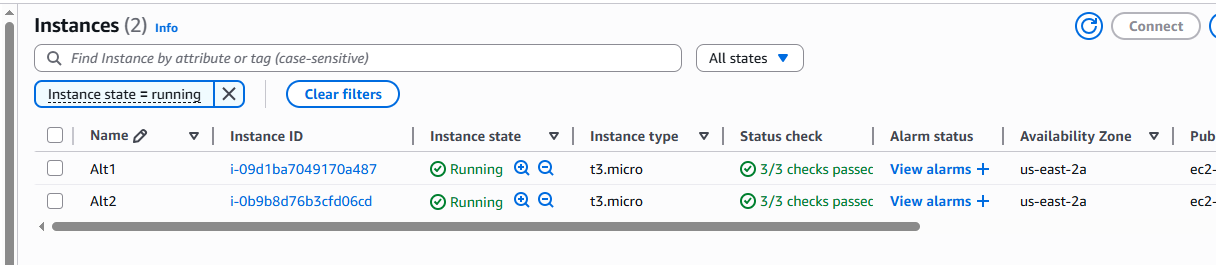 Instances (2) Info
Connect
Find Instance by attribute or tag (case-sensitive)
All states
Instance state = running
Clear filters
Name Instance ID Instance state Instance type Status check Alarm status Availability Zone Pub
Alt1 i-09d1ba7049170a487 Running t3.micro 3/3 checks passec View alarms + us-east-2a ec2-
Alt2 i-0b9b8d76b3cfd06cd Running t3.micro 3/3 checks passec View alarms + us-east-2a ec2-